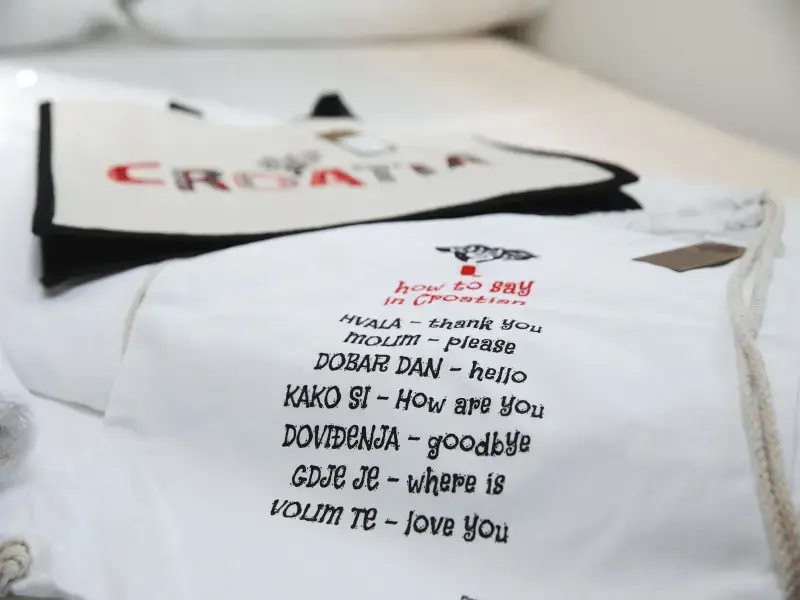 CROATIA
how to say
in Croatian
HVALA – thank you
MOLIM – please
DOBAR DAN – hello
KAKO SI – How are you
DOVIĐENJA – goodbye
GDJE JE – where is
VOLIM TE – love you